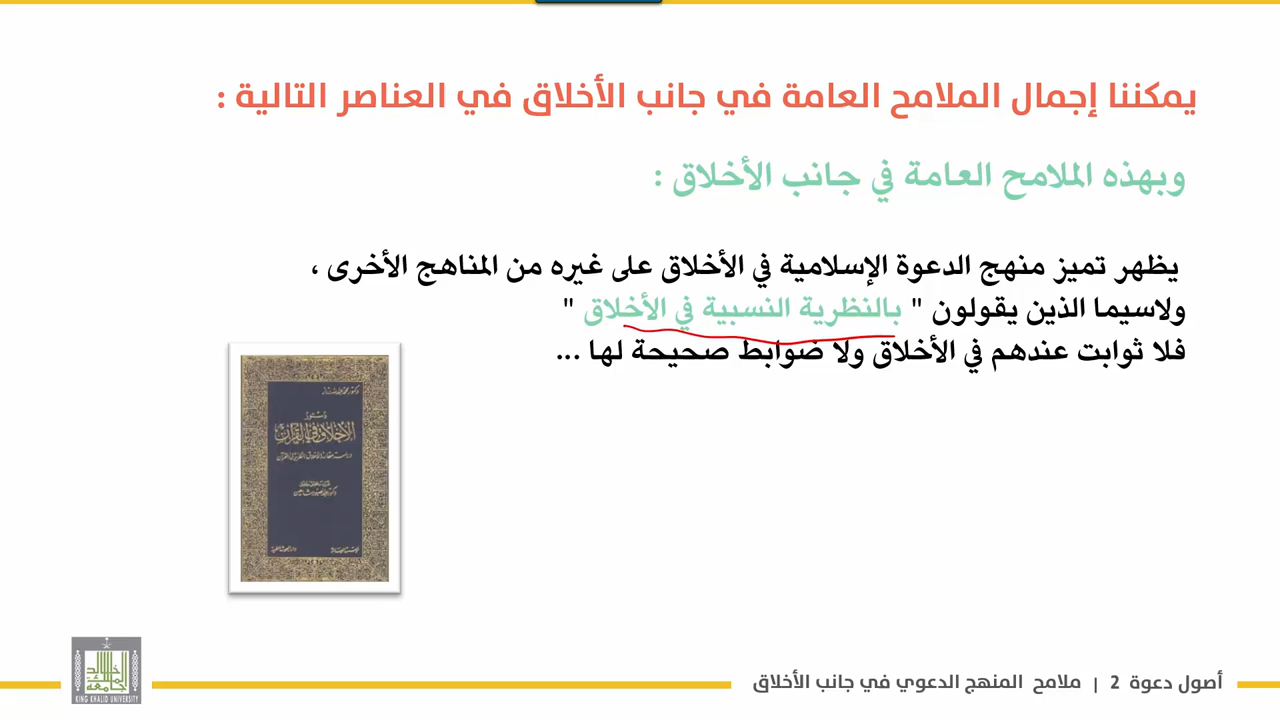 يمكننا إجمال الملامح العامة في جانب الأخلاق في العناصر التالية :
وبهذه الملامح العامة في جانب الأخلاق :
يظهر تميز منهج الدعوة الإسلامية في الأخلاق على غيره من المناهج الأخرى ،
ولاسيما الذين يقولون " بالنظرية النسبية في الأخلاق "
فلا ثوابت عندهم في الأخلاق ولا ضوابط صحيحة لها ...
دستور
الأخلاق في القرآن
جامعة الملك خالد
KING KHALID UNIVERSITY
أصول دعوة 2 | ملامح المنهج الدعوي في جانب الأخلاق